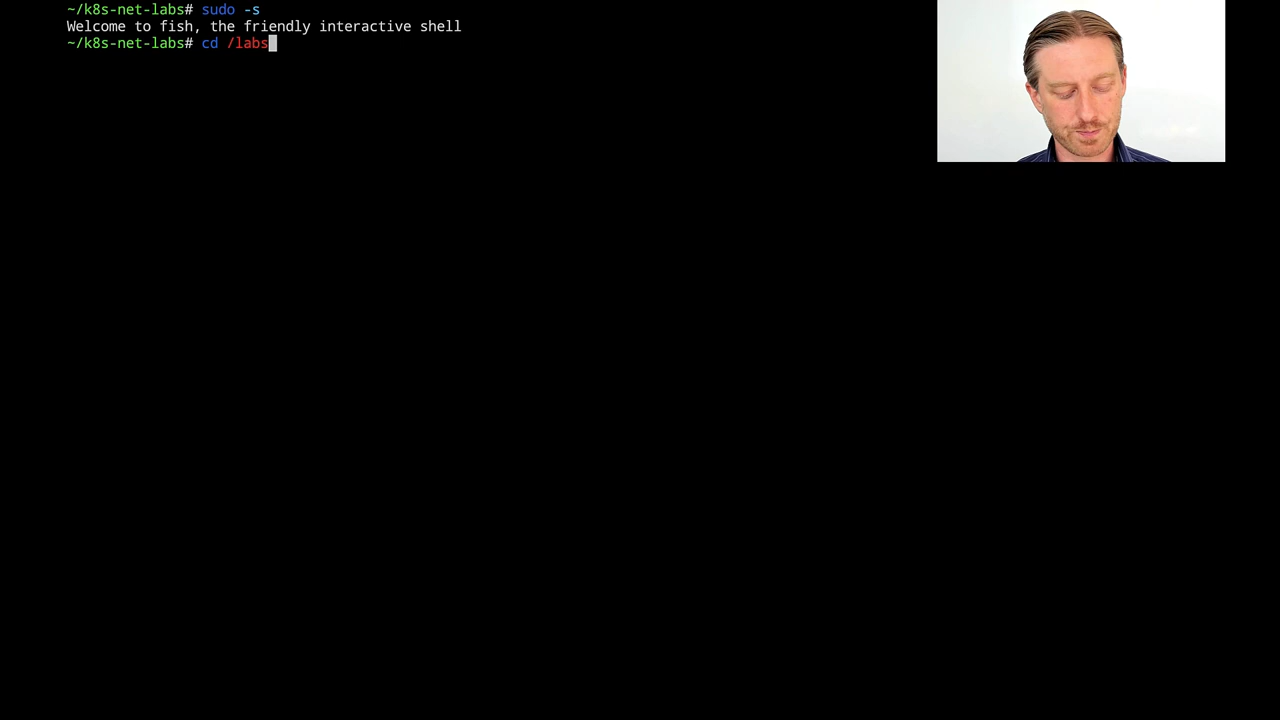 ~/k8s-net-labs# sudo -s
Welcome to fish, the friendly interactive shell
~/k8s-net-labs# cd /labs